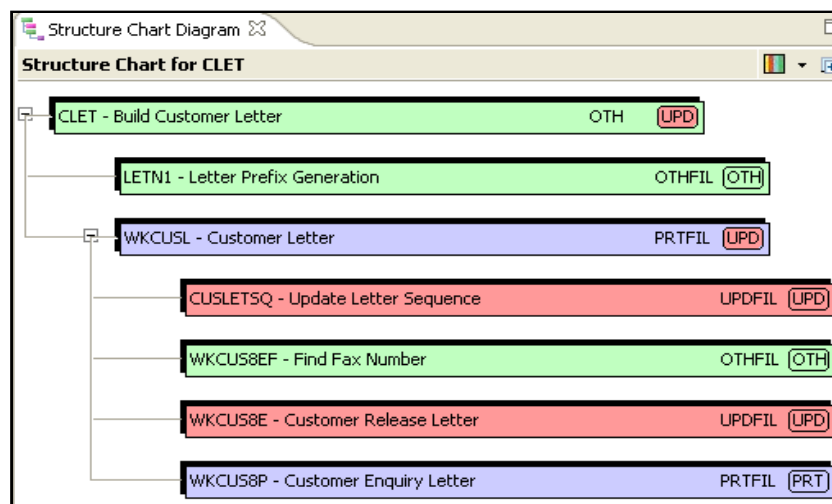 Structure Chart Diagram
Structure Chart for CLET
CLET - Build Customer Letter OTH UPD
LETN1 - Letter Prefix Generation OTHFIL OTH
WKCUSL - Customer Letter PRTFIL UPD
CUSLETSQ - Update Letter Sequence UPDFIL UPD
WKCUS8EF - Find Fax Number OTHFIL OTH
WKCUS8E - Customer Release Letter UPDFIL UPD
WKCUS8P - Customer Enquiry Letter PRTFIL PRT